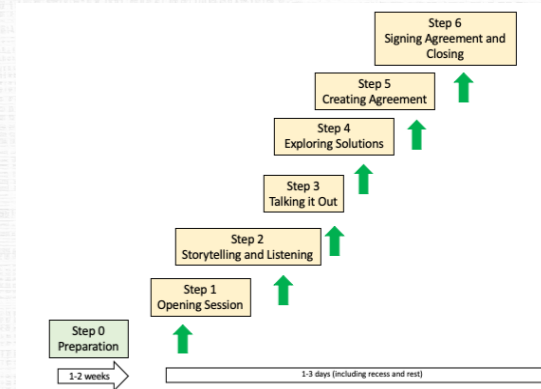 Step 6
Signing Agreement and
Closing
Step 5
Creating Agreement
Step 4
Exploring Solutions
Step 3
Talking it Out
Step 2
Storytelling and Listening
Step 1
Opening Session
Step 0
Preparation
1-2 weeks
1-3 days (including recess and rest)